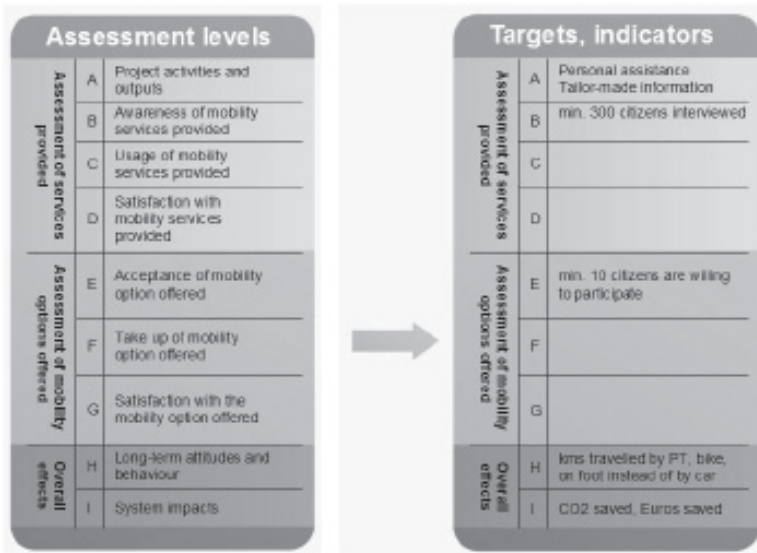 Assessment levels
Assessment of services
provided
A
Project activities and
outputs
B
Awareness of mobility
services provided
C
Usage of mobility
services provided
D
Satisfaction with
mobility services
provided
Assessment of mobility
options offered
E
Acceptance of mobility
option offered
F
Take up of mobility
option offered
G
Satisfaction with the
mobility option offered
Overall
effects
H
Long-term attitudes and
behaviour
I
System impacts
Targets, indicators
Assessment of services
provided
A
Personal assistance
Tailor-made information
B
min. 300 citizens interviewed
C
D
Assessment of mobility
options offered
E
min. 10 citizens are willing
to participate
F
G
Overall
effects
H
kms travelled by PT, bike,
on foot instead of by car
I
CO2 saved, Euros saved